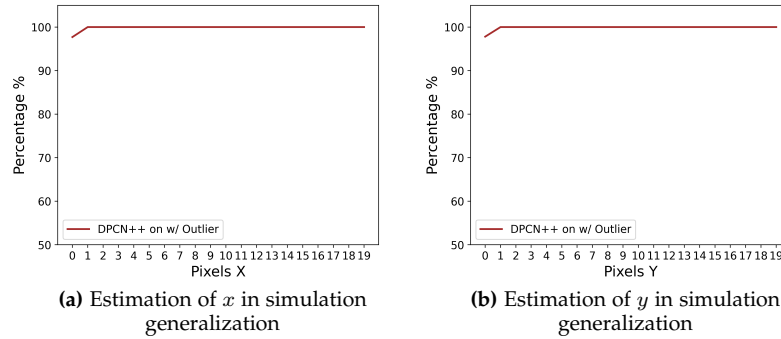 100
90
80
70
60
50
Percentage %
DPCN++ on w/ Outlier
0 1 2 3 4 5 6 7 8 9 10 11 12 13 14 15 16 17 18 19
Pixels X
(a) Estimation of x in simulation
generalization
100
90
80
70
60
50
Percentage %
DPCN++ on w/ Outlier
0 1 2 3 4 5 6 7 8 9 10 11 12 13 14 15 16 17 18 19
Pixels Y
(b) Estimation of y in simulation
generalization